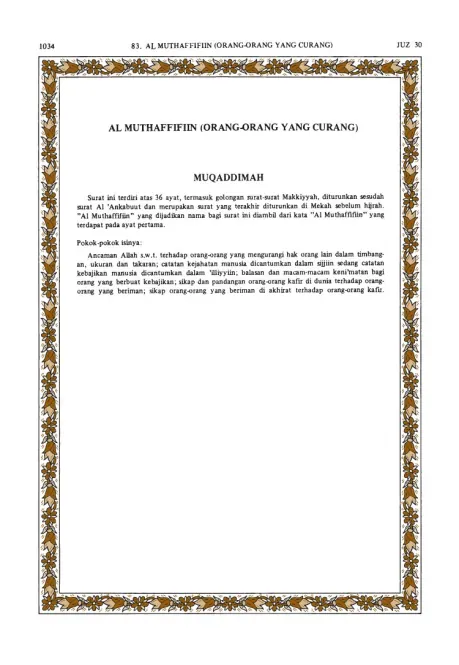 1034 83. AL MUTHAFFIFIIN (ORANG-ORANG YANG CURANG) JUZ 30
AL MUTHAFFIFIIN (ORANG-ORANG YANG CURANG)
MUQADDIMAH
Surat ini terdiri atas 36 ayat, termasuk golongan surat-surat Makkiyyah, diturunkan sesudah
surat Al 'Ankabuut dan merupakan surat yang terakhir diturunkan di Mekah sebelum hijrah.
"Al Muthaffifiin" yang dijadikan nama bagi surat ini diambil dari kata "Al Muthaffifiin" yang
terdapat pada ayat pertama.
Pokok-pokok isinya:
Ancaman Allah s.w.t. terhadap orang-orang yang mengurangi hak orang lain dalam timbang-
an, ukuran dan takaran; catatan kejahatan manusia dicantumkan dalam sijjiin sedang catatan
kebajikan manusia dicantumkan dalam 'illiyyiin; balasan dan macam-macam keni'matan bagi
orang yang berbuat kebajikan; sikap dan pandangan orang-orang kafir di dunia terhadap orang-
orang yang beriman; sikap orang-orang yang beriman di akhirat terhadap orang-orang kafir.